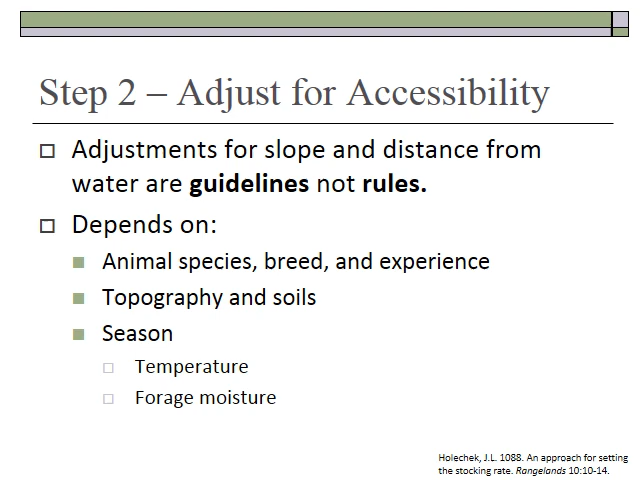 Step 2 – Adjust for Accessibility
Adjustments for slope and distance from
water are guidelines not rules.
Depends on:
Animal species, breed, and experience
Topography and soils
Season
Temperature
Forage moisture
Holechek, J.L. 1088. An approach for setting
the stocking rate. Rangelands 10:10-14.